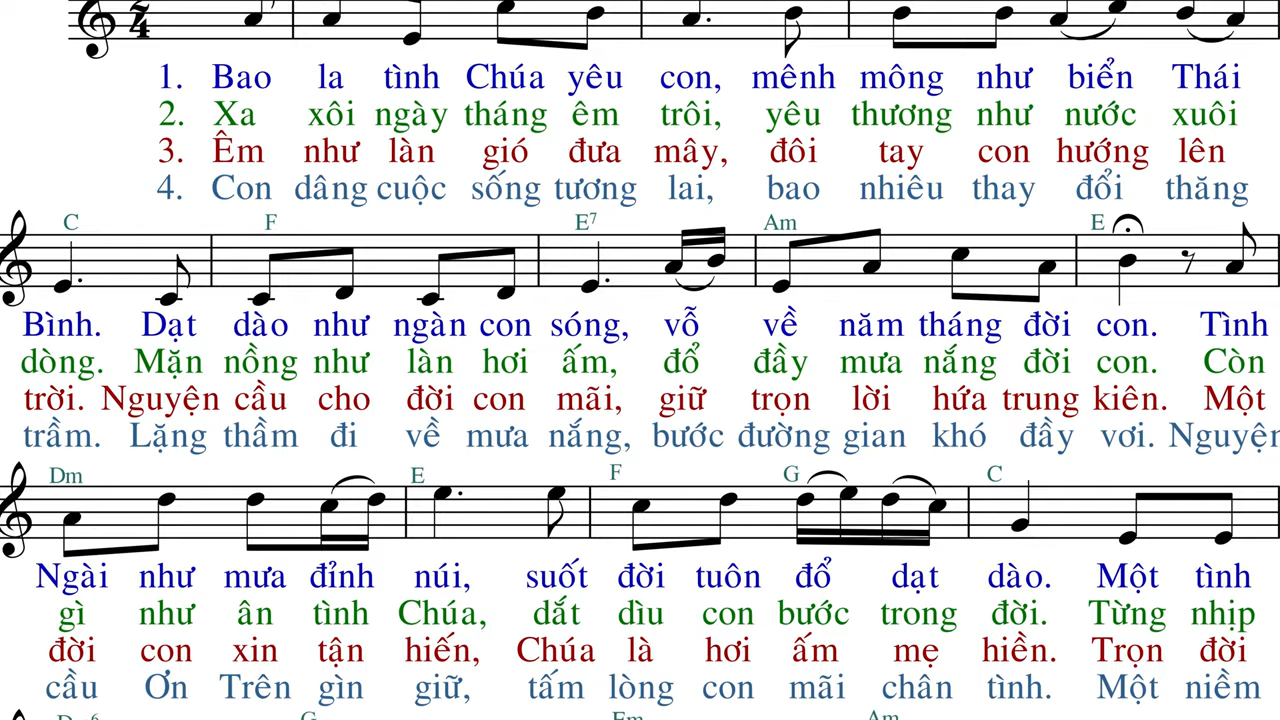 2/4
1. Bao la tình Chúa yêu con, mênh mông như biển Thái
2. Xa xôi ngày tháng êm trôi, yêu thương như nước xuôi
3. Êm như làn gió đưa mây, đôi tay con hướng lên
4. Con dâng cuộc sống tương lai, bao nhiêu thay đổi thăng
C F E7 Am E
Bình. Dạt dào như ngàn con sóng, vỗ về năm tháng đời con. Tình
dòng. Mặn nồng như làn hơi ấm, đổ đầy mưa nắng đời con. Còn
trời. Nguyện cầu cho đời con mãi, giữ trọn lời hứa trung kiên. Một
trầm. Lặng thầm đi về mưa nắng, bước đường gian khó đầy vơi. Nguyện
Dm E F G C
Ngài như mưa đỉnh núi, suốt đời tuôn đổ dạt dào. Một tình
gì như ân tình Chúa, dắt dìu con bước trong đời. Từng nhịp
đời con xin tận hiến, Chúa là hơi ấm mẹ hiền. Trọn đời
cầu Ơn Trên gìn giữ, tấm lòng con mãi chân tình. Một niềm
G Em Am